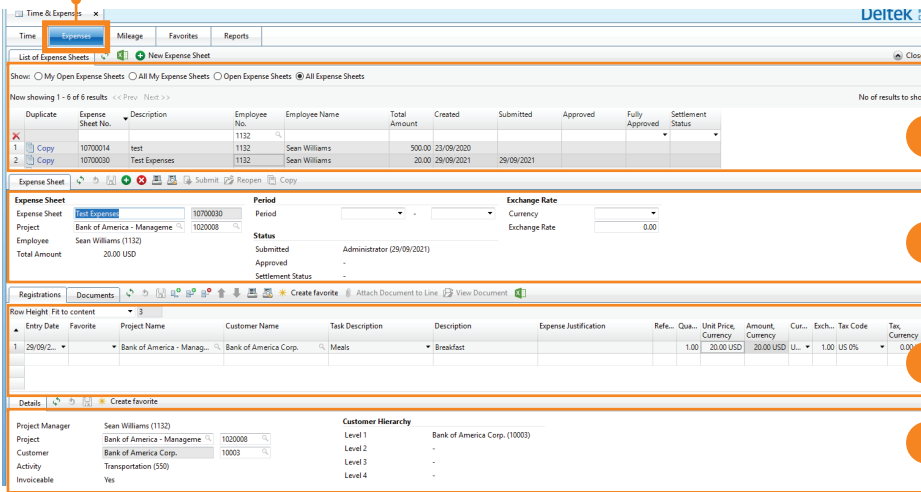 Time & Expenses ×
Deltek
Time Expenses Mileage Favorites Reports
List of Expense Sheets New Expense Sheet Close
Show: My Open Expense Sheets All My Expense Sheets Open Expense Sheets All Expense Sheets
Now showing 1 - 6 of 6 results << Prev Next >> No of results to sho
Duplicate Expense Sheet No. Description Employee No. Employee Name Total Amount Created Submitted Approved Fully Approved Settlement Status
1132
1 Copy 10700014 test 1132 Sean Williams 500.00 23/09/2020
2 Copy 10700030 Test Expenses 1132 Sean Williams 20.00 29/09/2021 29/09/2021
Expense Sheet Submit Reopen Copy
Expense Sheet Period Exchange Rate
Expense Sheet Test Expenses 10700030 Period - Currency
Project Bank of America - Manageme 1020008 Status Exchange Rate 0.00
Employee Sean Williams (1132)
Submitted Administrator (29/09/2021)
Total Amount 20.00 USD
Approved -
Settlement Status -
Registrations Documents Create favorite Attach Document to Line View Document
Row Height Fit to content 3
Entry Date Favorite Project Name Customer Name Task Description Description Expense Justification Refe... Qua... Unit Price, Currency Amount, Currency Cur... Exch... Tax Code Tax, Currency
1 29/09/2... Bank of America - Manag... Bank of America Corp. Meals Breakfast 1.00 20.00 USD 20.00 USD U... 1.00 US 0% 0.00
Details Create favorite
Project Manager Sean Williams (1132) Customer Hierarchy
Project Bank of America - Manageme 1020008 Level 1 Bank of America Corp. (10003)
Customer Bank of America Corp. 10003 Level 2 -
Activity Transportation (550) Level 3 -
Invoiceable Yes Level 4 -